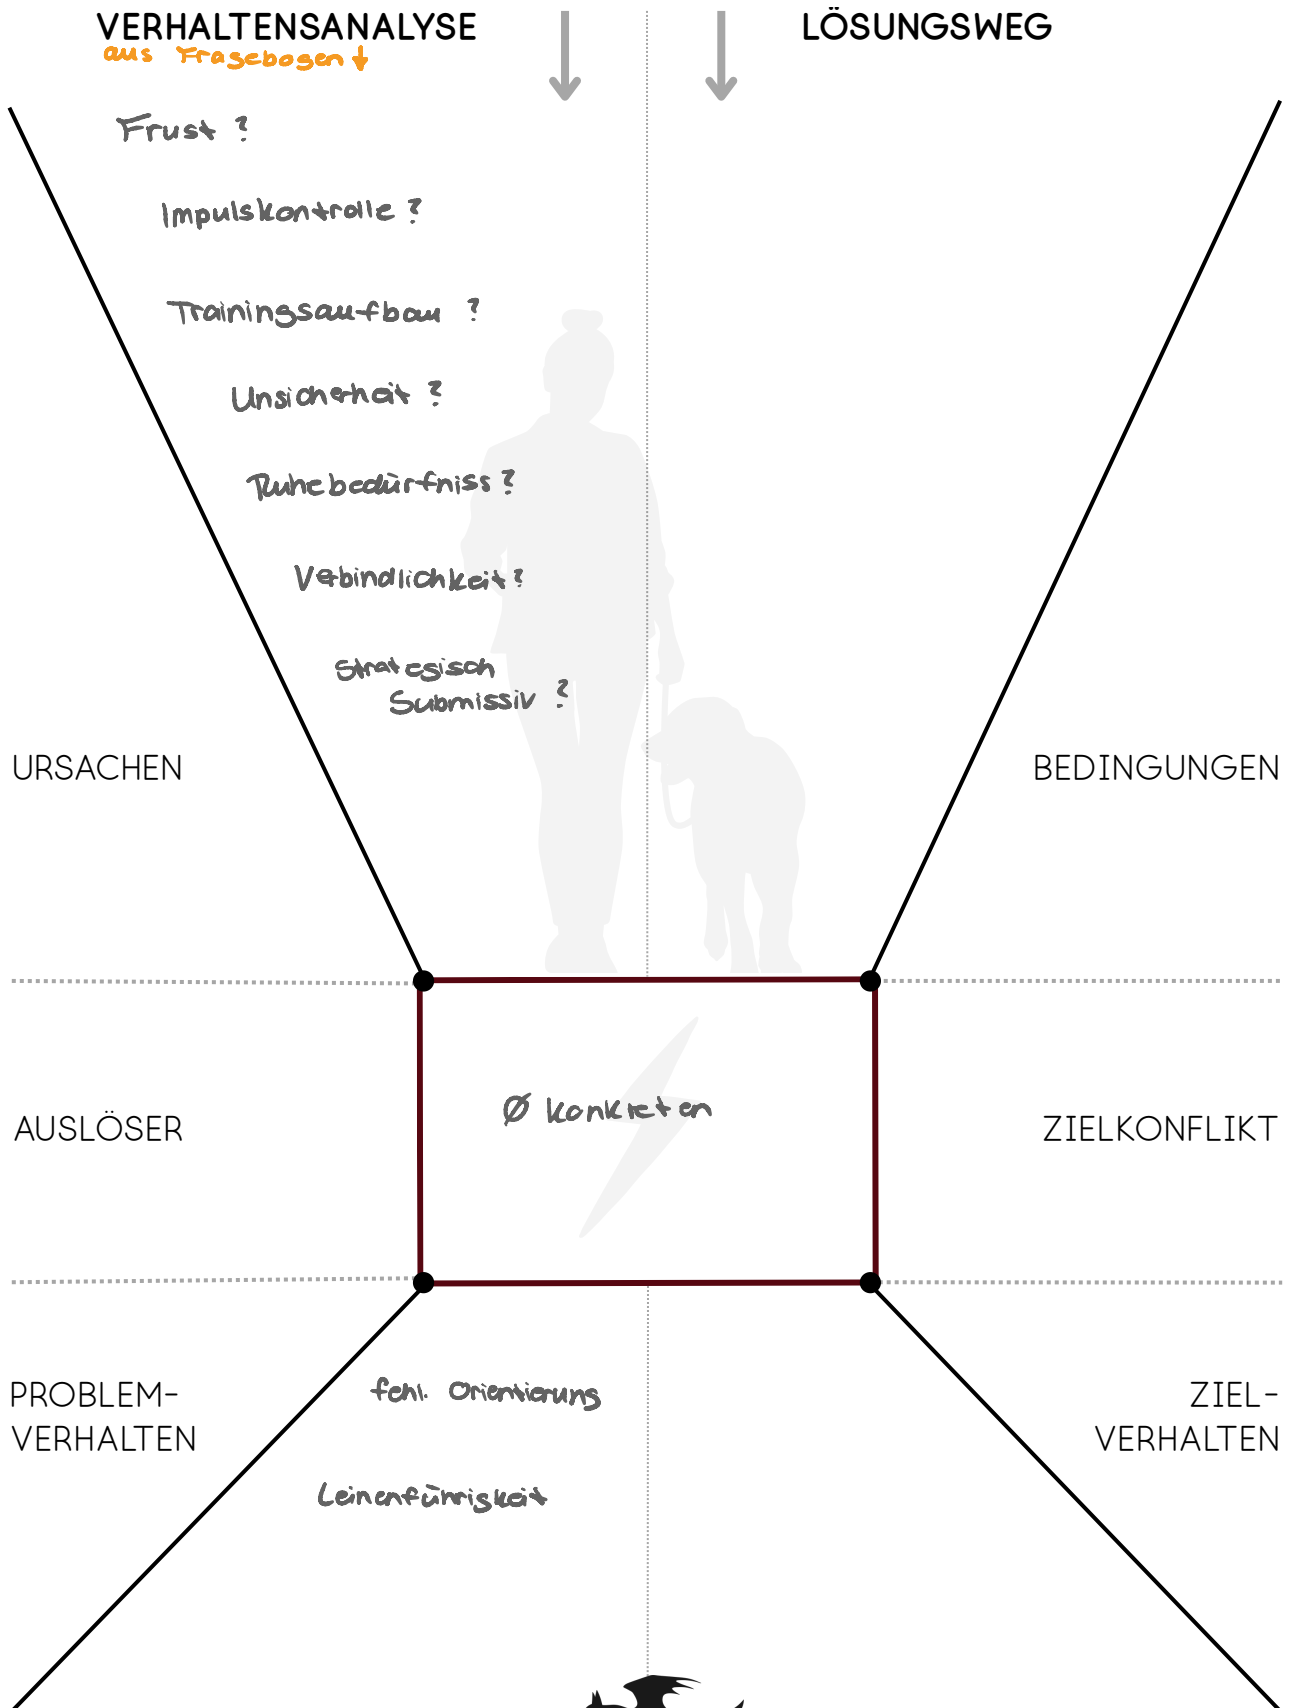 VERHALTENSANALYSE
LÖSUNGSWEG
aus Fragebogen ↓
Frust ?
Impulskontrolle ?
Trainingsaufbau ?
Unsicherheit ?
Ruhebedürfniss ?
Verbindlichkeit ?
Strategisch
Submissiv ?
URSACHEN
BEDINGUNGEN
Ø konkreten
AUSLÖSER
ZIELKONFLIKT
PROBLEM-
VERHALTEN
fehl. Orientierung
ZIEL-
VERHALTEN
Leinenführigkeit